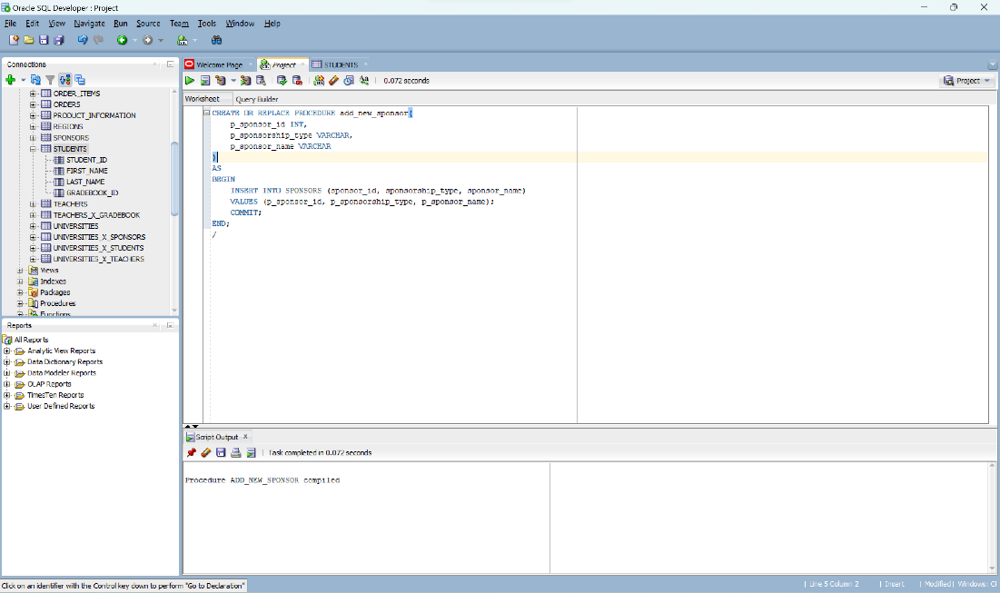 Oracle SQL Developer : Project
File Edit View Navigate Run Source Team Tools Window Help
Connections
ORDER_ITEMS
ORDERS
PRODUCT_INFORMATION
REGIONS
SPONSORS
STUDENTS
STUDENT_ID
FIRST_NAME
LAST_NAME
GRADEBOOK_ID
TEACHERS
TEACHERS_X_GRADEBOOK
UNIVERSITIES
UNIVERSITIES_X_SPONSORS
UNIVERSITIES_X_STUDENTS
UNIVERSITIES_X_TEACHERS
Views
Indexes
Packages
Procedures
Functions
Reports
All Reports
Analytic View Reports
Data Dictionary Reports
Data Modeler Reports
OLAP Reports
TimesTen Reports
User Defined Reports
Welcome Page Project STUDENTS
0.072 seconds Project
Worksheet Query Builder
CREATE OR REPLACE PROCEDURE add_new_sponsor(
p_sponsor_id INT,
p_sponsorship_type VARCHAR,
p_sponsor_name VARCHAR
)
AS
BEGIN
INSERT INTO SPONSORS (sponsor_id, sponsorship_type, sponsor_name)
VALUES (p_sponsor_id, p_sponsorship_type, p_sponsor_name);
COMMIT;
END;
/
Script Output x
Task completed in 0.072 seconds
Procedure ADD_NEW_SPONSOR compiled
Click on an identifier with the Control key down to perform "Go to Declaration"
| Line 5 Column 2 | Insert | Modified | Windows: Cl